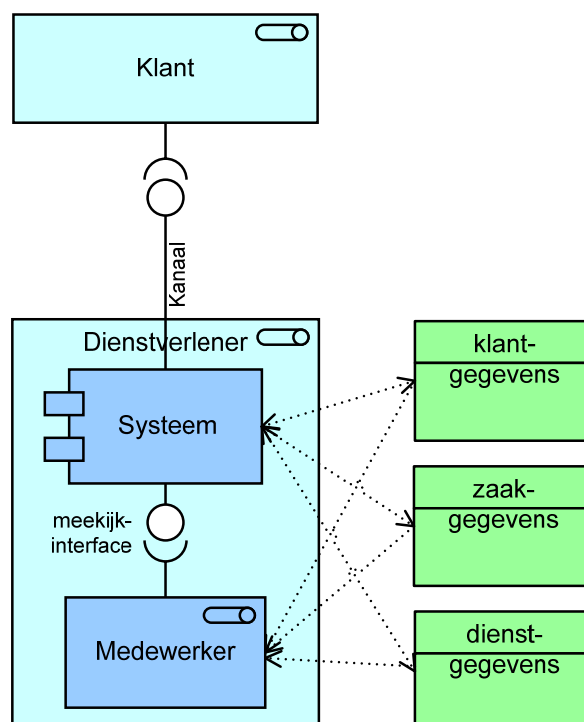 Klant
Kanaal
Dienstverlener
Systeem
meekijk-
interface
Medewerker
klant-
gegevens
zaak-
gegevens
dienst-
gegevens